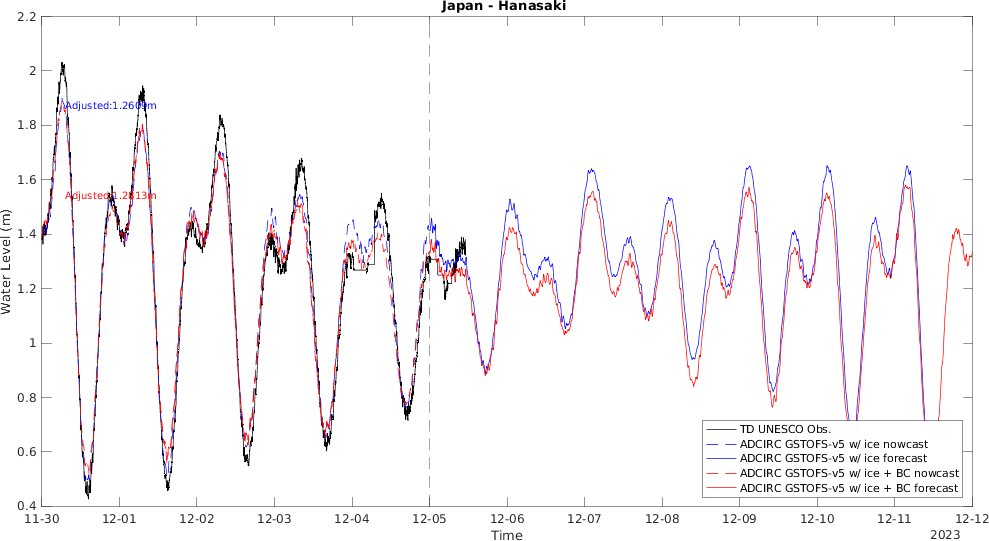 Japan - Hanasaki
Water Level (m)
2.2
2
1.8
1.6
1.4
1.2
1
0.8
0.6
0.4
Adjusted:1.2609m
TD UNESCO Obs.
ADCIRC GSTOFS-v5 w/ ice nowcast
ADCIRC GSTOFS-v5 w/ ice forecast
ADCIRC GSTOFS-v5 w/ ice + BC nowcast
ADCIRC GSTOFS-v5 w/ ice + BC forecast
11-30 12-01 12-02 12-03 12-04 12-05 12-06 12-07 12-08 12-09 12-10 12-11 12-12
Time
2023